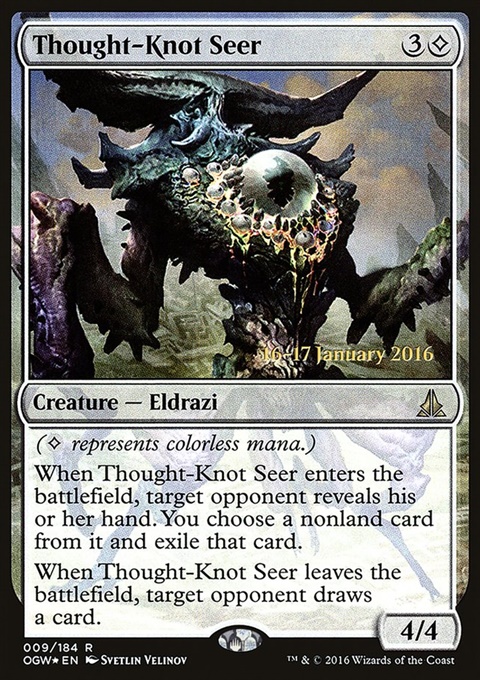 Thought-Knot Seer 3
16-17 January 2016
Creature — Eldrazi
( represents colorless mana.)
When Thought-Knot Seer enters the
battlefield, target opponent reveals his
or her hand. You choose a nonland card
from it and exile that card.
When Thought-Knot Seer leaves the
battlefield, target opponent draws
a card.
4/4
009/184 R
OGW★EN Svetlin Velinov
™ & © 2016 Wizards of the Coast